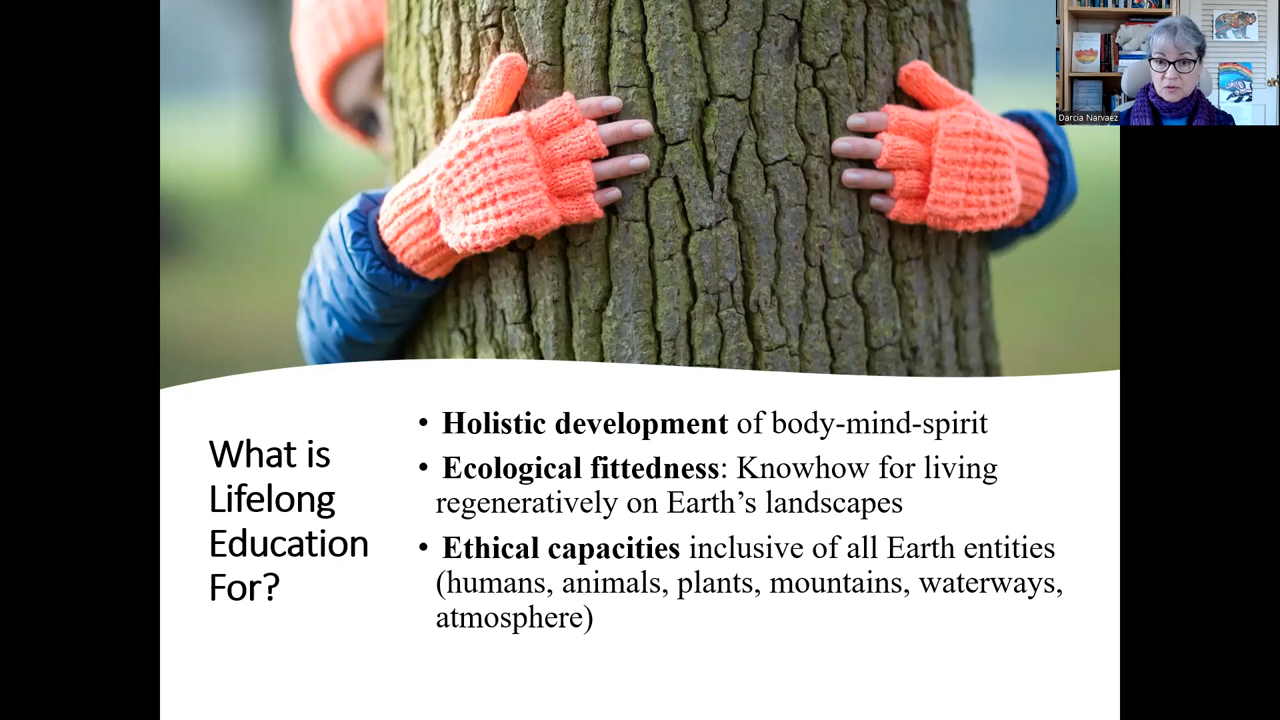 Darcia Narvaez
What is
Lifelong
Education
For?
• Holistic development of body-mind-spirit
• Ecological fittedness: Knowhow for living
regeneratively on Earth’s landscapes
• Ethical capacities inclusive of all Earth entities
(humans, animals, plants, mountains, waterways,
atmosphere)